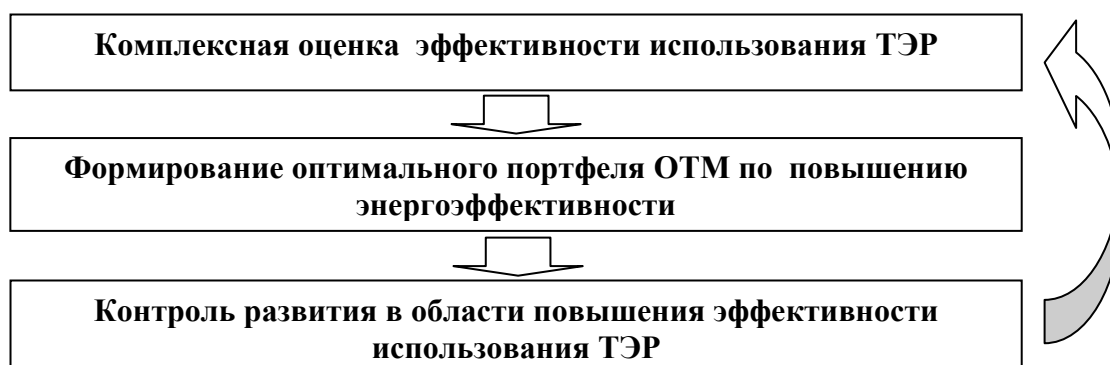 Комплексная оценка эффективности использования ТЭР
Формирование оптимального портфеля ОТМ по повышению
энергоэффективности
Контроль развития в области повышения эффективности
использования ТЭР